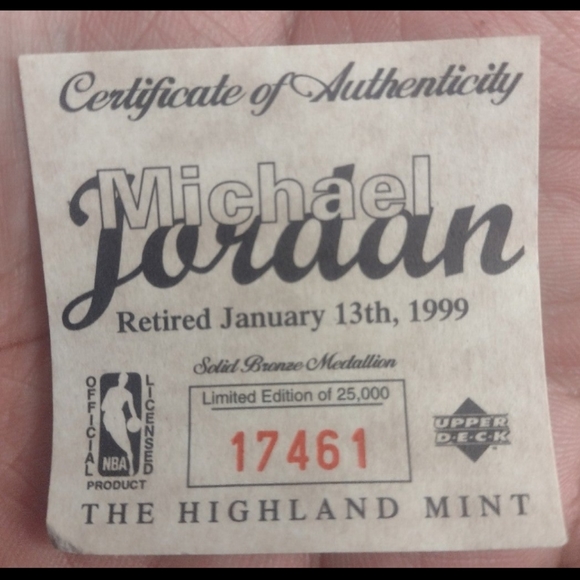 Certificate of Authenticity
Michael
Jordan
Retired January 13th, 1999
Solid Bronze Medallion
Limited Edition of 25,000
17461
OFFICIAL
LICENSED
NBA
PRODUCT
UPPER
D·E·C·K
THE HIGHLAND MINT